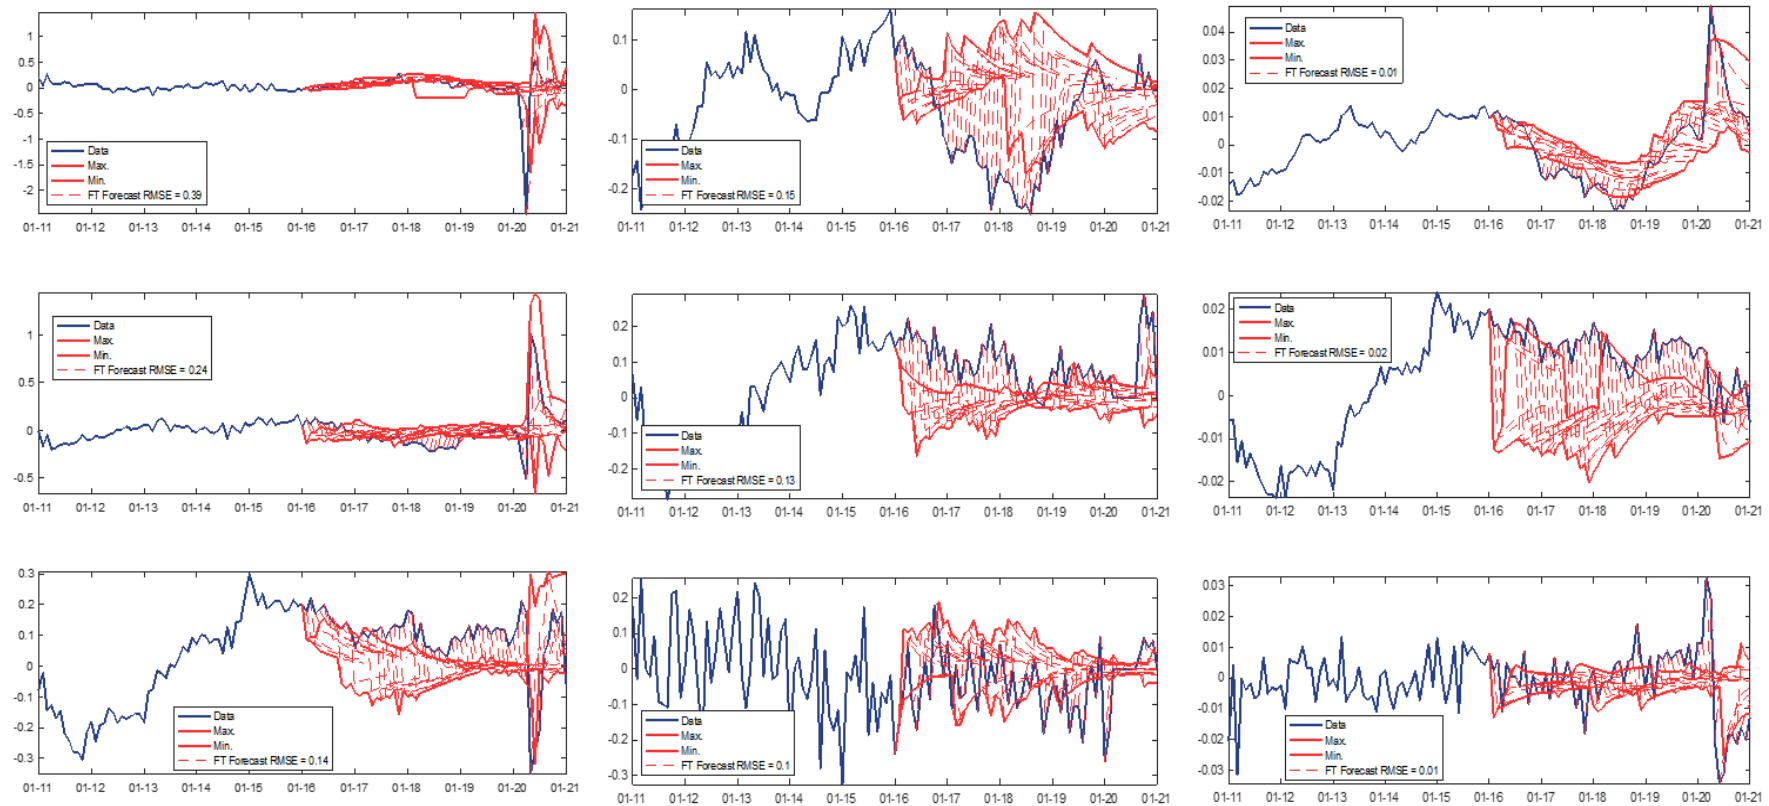 1
0.5
0
-0.5
-1
-1.5
-2
Data
Max.
Min.
FT Forecast RMSE = 0.39
01-11 01-12 01-13 01-14 01-15 01-16 01-17 01-18 01-19 01-20 01-21
0.1
0
-0.1
-0.2
Data
Max.
Min.
FT Forecast RMSE = 0.15
01-11 01-12 01-13 01-14 01-15 01-16 01-17 01-18 01-19 01-20 01-21
0.04
0.03
0.02
0.01
0
-0.01
-0.02
Data
Max.
Min.
FT Forecast RMSE = 0.01
01-11 01-12 01-13 01-14 01-15 01-16 01-17 01-18 01-19 01-20 01-21
1
0.5
0
-0.5
Data
Max.
Min.
FT Forecast RMSE = 0.24
01-11 01-12 01-13 01-14 01-15 01-16 01-17 01-18 01-19 01-20 01-21
0.2
0.1
0
-0.1
-0.2
Data
Max.
Min.
FT Forecast RMSE = 0.13
01-11 01-12 01-13 01-14 01-15 01-16 01-17 01-18 01-19 01-20 01-21
0.02
0.01
0
-0.01
-0.02
Data
Max.
Min.
FT Forecast RMSE = 0.02
01-11 01-12 01-13 01-14 01-15 01-16 01-17 01-18 01-19 01-20 01-21
0.3
0.2
0.1
0
-0.1
-0.2
-0.3
Data
Max.
Min.
FT Forecast RMSE = 0.14
01-11 01-12 01-13 01-14 01-15 01-16 01-17 01-18 01-19 01-20 01-21
0.2
0.1
0
-0.1
-0.2
-0.3
Data
Max.
Min.
FT Forecast RMSE = 0.1
01-11 01-12 01-13 01-14 01-15 01-16 01-17 01-18 01-19 01-20 01-21
0.03
0.02
0.01
0
-0.01
-0.02
-0.03
Data
Max.
Min.
FT Forecast RMSE = 0.01
01-11 01-12 01-13 01-14 01-15 01-16 01-17 01-18 01-19 01-20 01-21